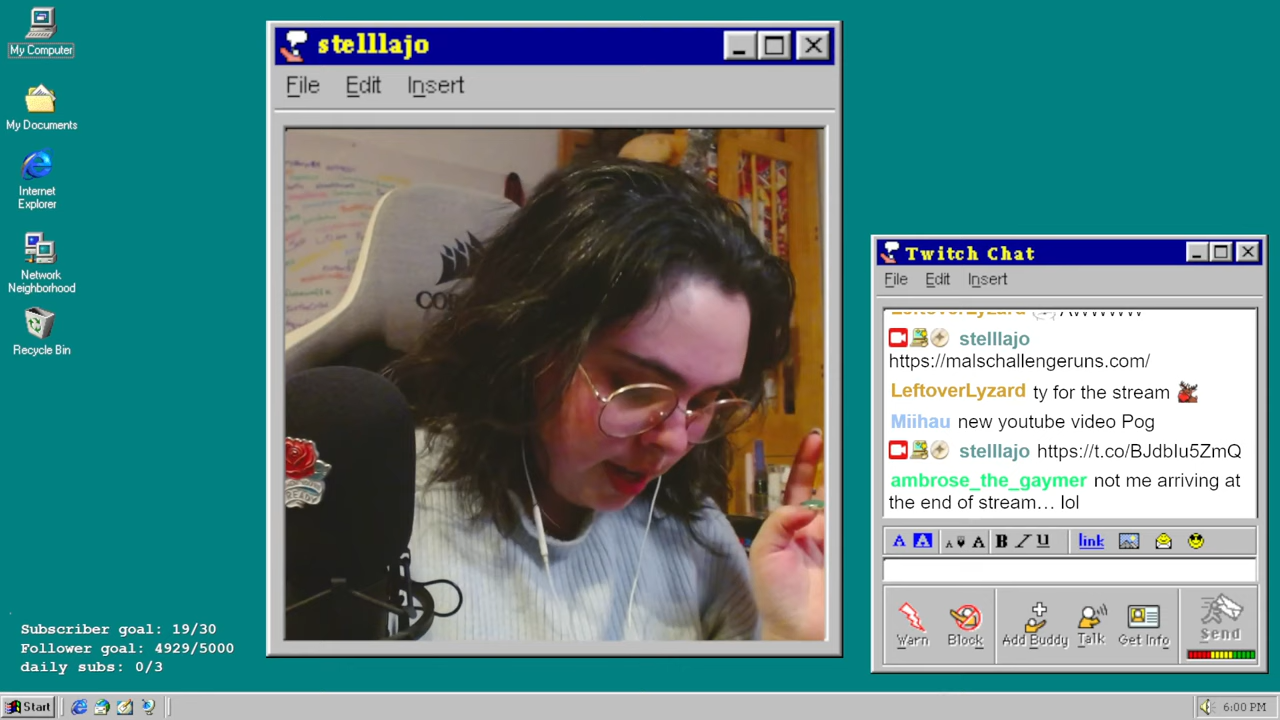 My Computer
My Documents
Internet
Explorer
Network
Neighborhood
Recycle Bin
stelllajo
File Edit Insert
COR
READY
Subscriber goal: 19/30
Follower goal: 4929/5000
daily subs: 0/3
Twitch Chat
File Edit Insert
stelllajo
https://malschallengeruns.com/
LeftoverLyzard ty for the stream
Miihau new youtube video Pog
stelllajo https://t.co/BJdbIu5ZmQ
ambrose_the_gaymer not me arriving at
the end of stream... lol
A A A A B I U link
Warn Block Add Buddy Talk Get Info Send
Start 6:00 PM